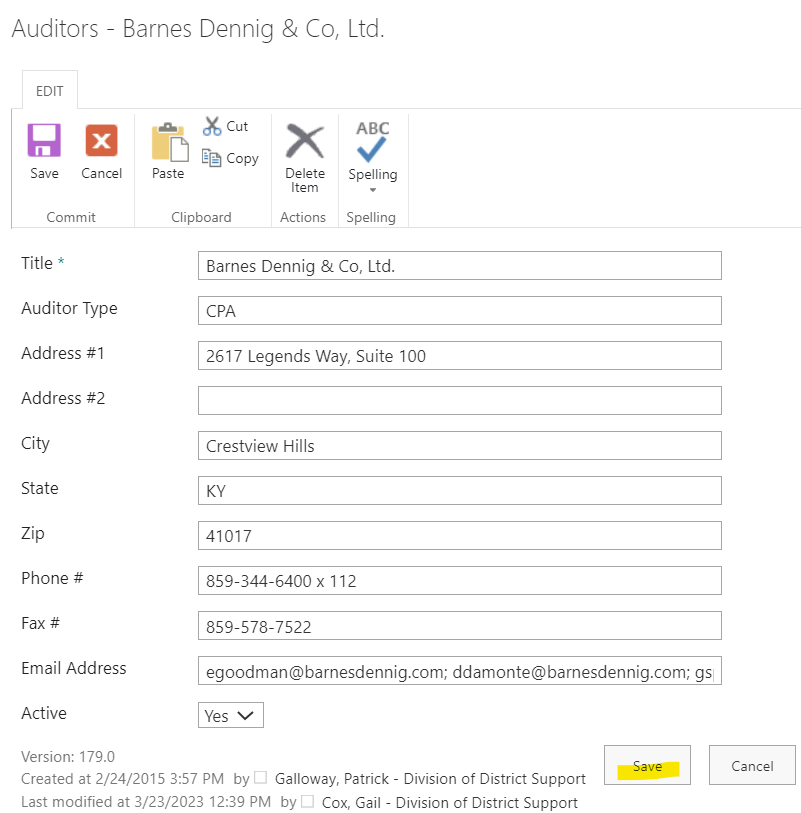 Auditors - Barnes Dennig & Co, Ltd.
EDIT
Save
Cancel
Paste
Cut
Copy
Delete Item
ABC
Spelling
Commit
Clipboard
Actions
Spelling
Title * Barnes Dennig & Co, Ltd.
Auditor Type CPA
Address #1 2617 Legends Way, Suite 100
Address #2
City Crestview Hills
State KY
Zip 41017
Phone # 859-344-6400 x 112
Fax # 859-578-7522
Email Address egoodman@barnesdennig.com; ddamonte@barnesdennig.com;
Active Yes
Version: 179.0
Created at 2/24/2015 3:57 PM by Galloway, Patrick - Division of District Support
Last modified at 3/23/2023 12:39 PM by Cox, Gail - Division of District Support
Save
Cancel